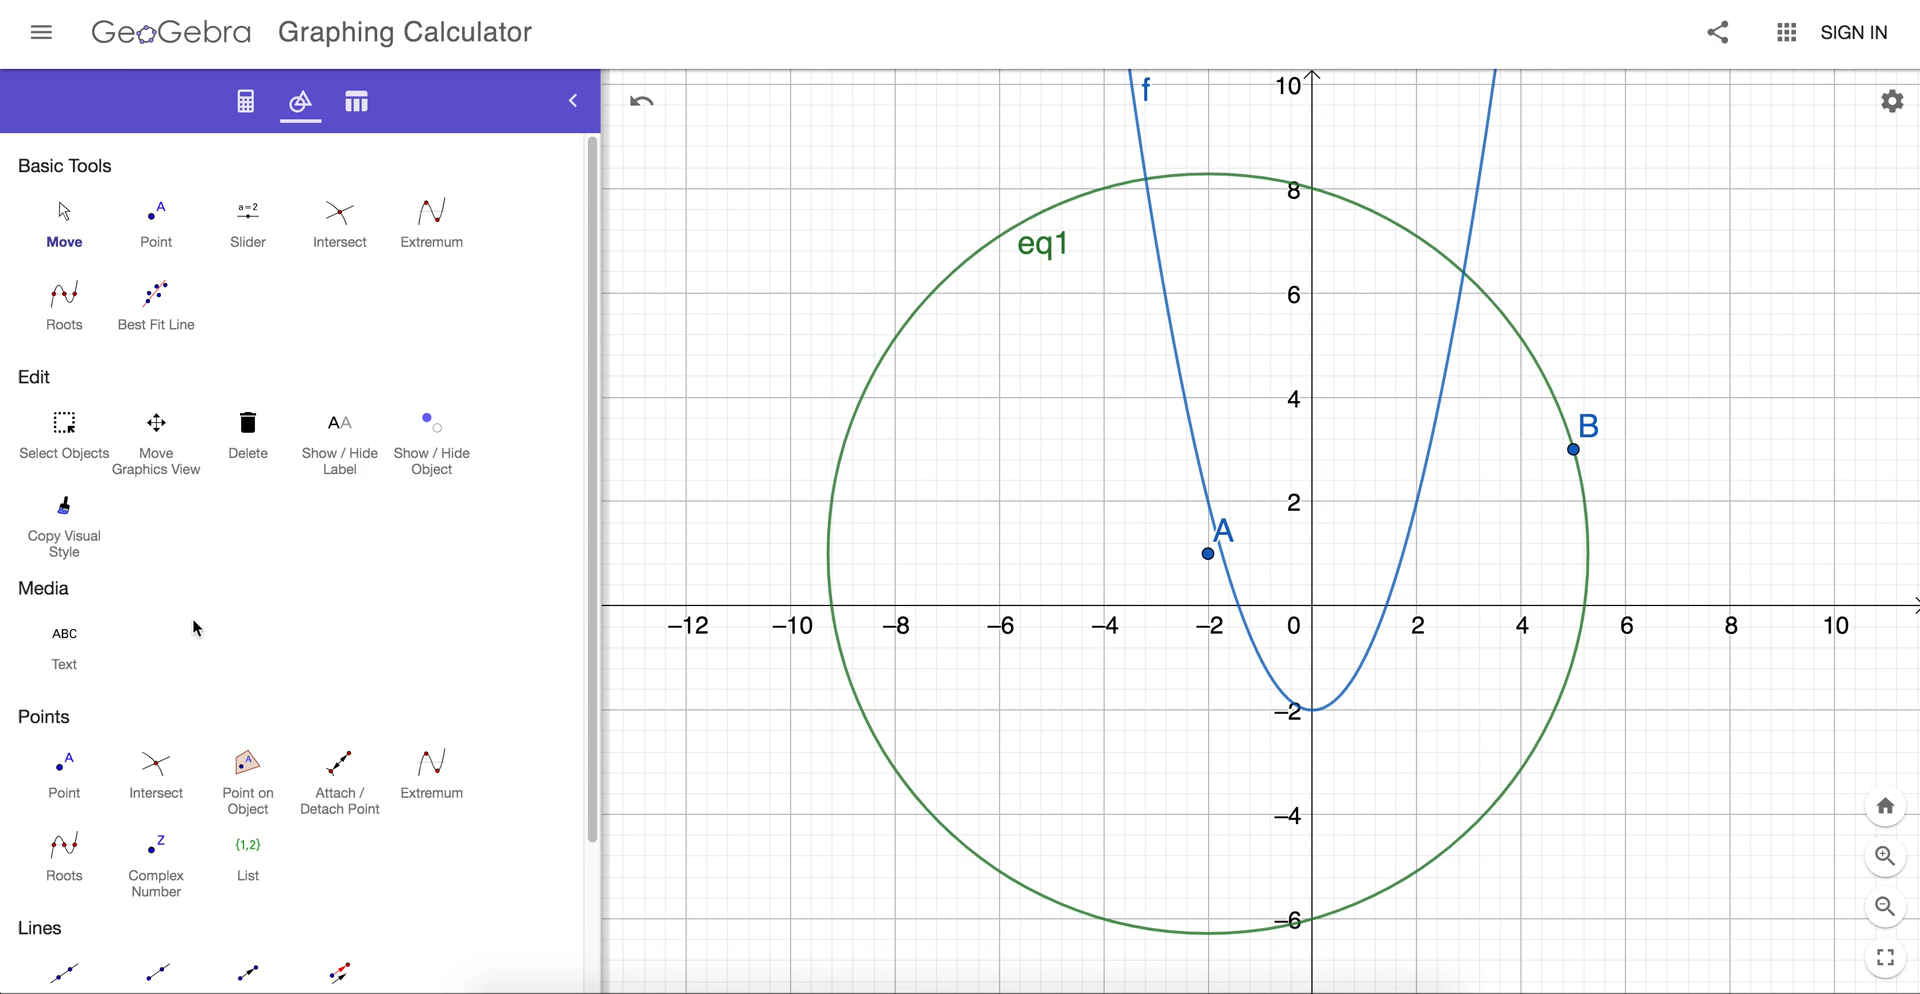 GeoGebra Graphing Calculator
SIGN IN
Basic Tools
A
a=2
Move Point Slider Intersect Extremum
Roots Best Fit Line
Edit
AA
Select Objects Move Graphics View Delete Show / Hide Label Show / Hide Object
Copy Visual Style
Media
ABC
Text
Points
A
A
Point Intersect Point on Object Attach / Detach Point Extremum
Z
{1,2}
Roots Complex Number List
Lines
f
eq1
A
B
10
8
6
4
2
−12 −10 −8 −6 −4 −2 0 2 4 6 8 10
−2
−4
−6